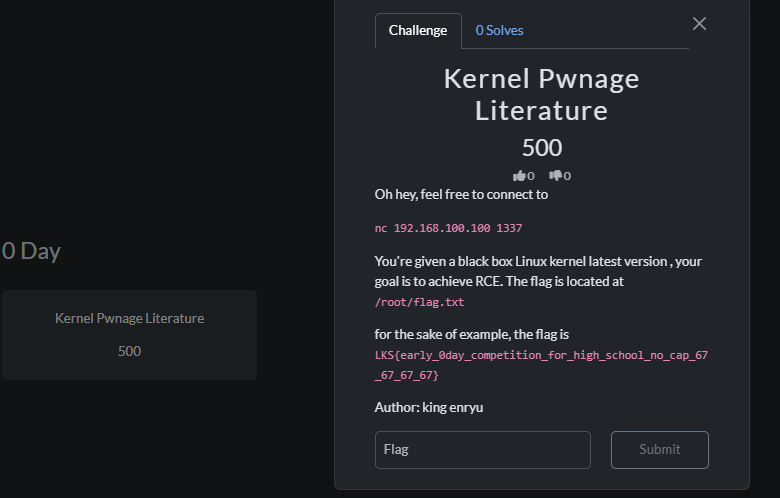 Challenge
0 Solves
Kernel Pwnage
Literature
500
0 0
Oh hey, feel free to connect to
nc 192.168.100.100 1337
You're given a black box Linux kernel latest version , your
goal is to achieve RCE. The flag is located at
/root/flag.txt
for the sake of example, the flag is
LKS{early_0day_competition_for_high_school_no_cap_67
_67_67_67}
Author: king enryu
Flag
Submit
0 Day
Kernel Pwnage Literature
500